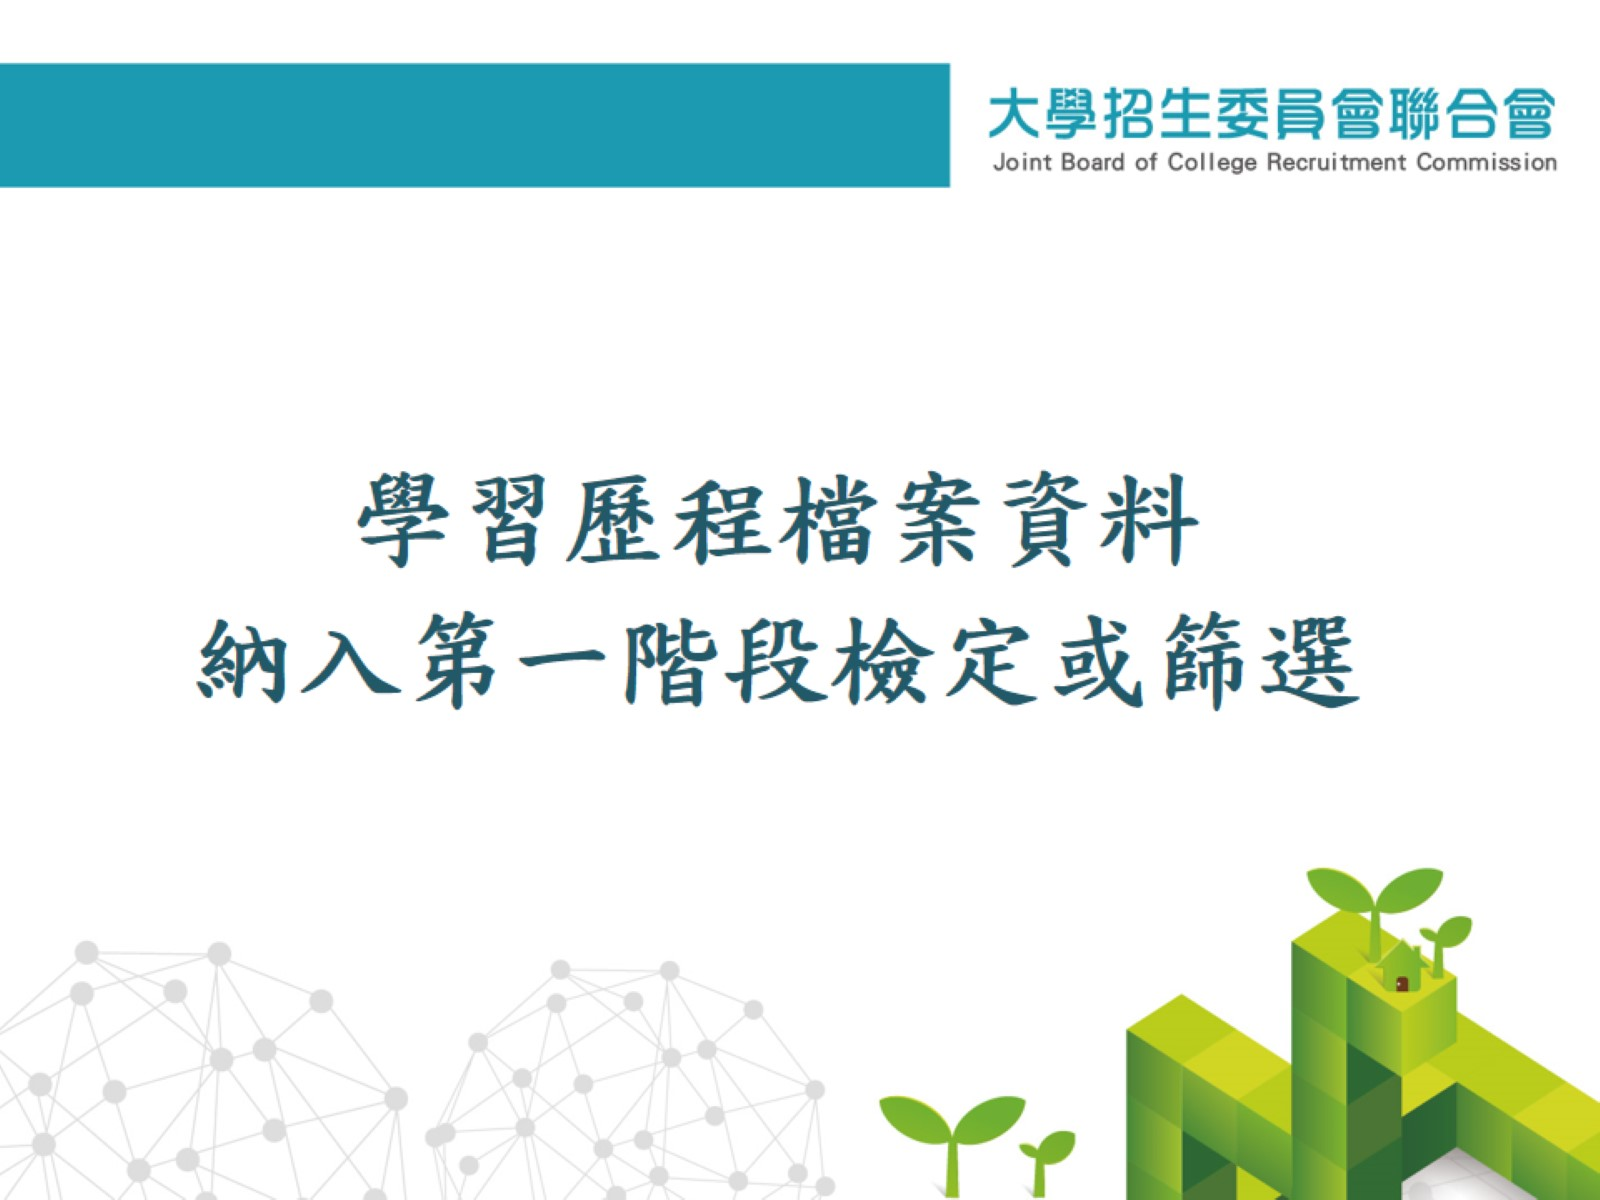 大學招生委員會聯合會
Joint Board of College Recruitment Commission
學習歷程檔案資料
納入第一階段檢定或篩選